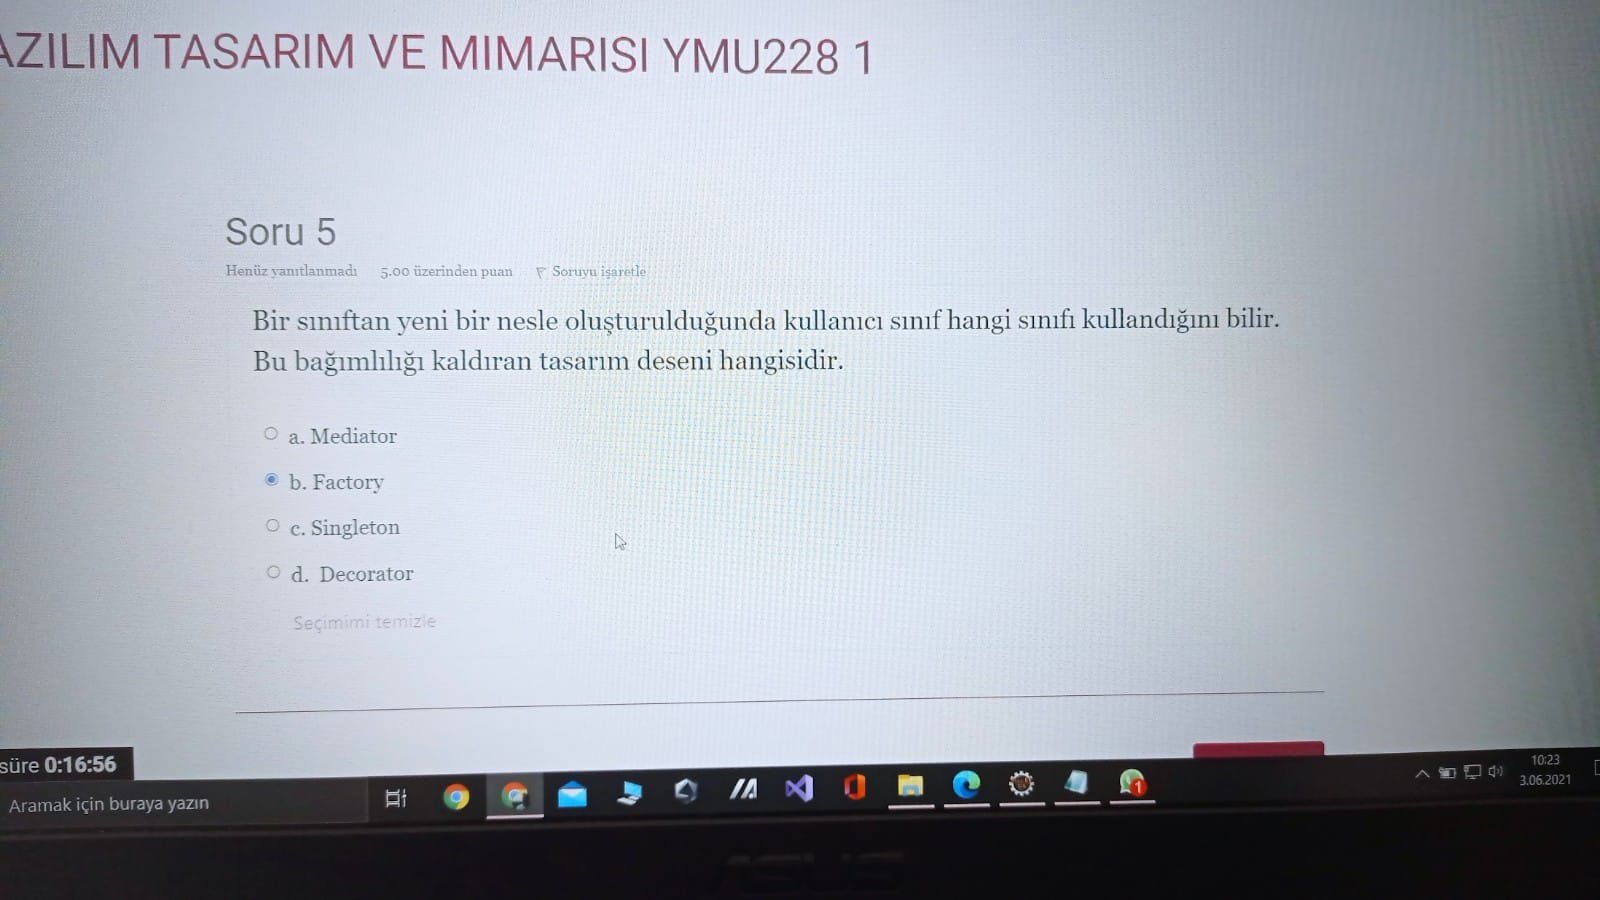 AZILIM TASARIM VE MIMARISI YMU228 1
Soru 5
Henüz yanıtlanmadı 5.00 üzerinden puan Soruyu işaretle
Bir sınıftan yeni bir nesle oluşturulduğunda kullanıcı sınıf hangi sınıfı kullandığını bilir.
Bu bağımlılığı kaldıran tasarım deseni hangisidir.
a. Mediator
b. Factory
c. Singleton
d. Decorator
Seçimimi temizle
süre 0:16:56
Aramak için buraya yazın
1
10:23
3.06.2021
ASUS